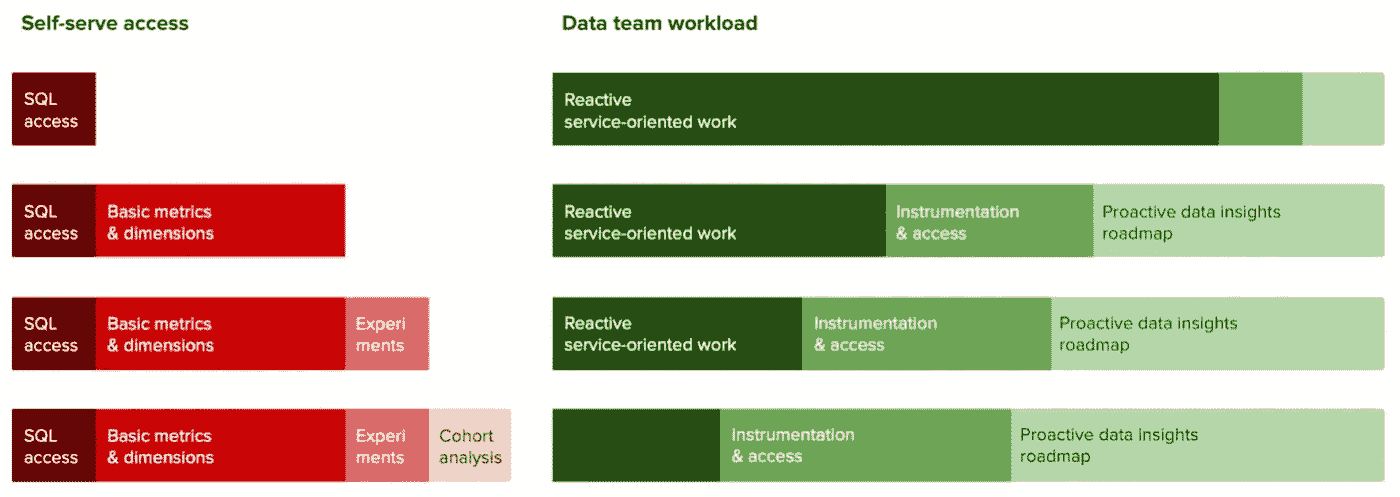 Self-serve access
Data team workload
SQL
access
Reactive
service-oriented work
SQL
access
Basic metrics
& dimensions
Reactive
service-oriented work
Instrumentation
& access
Proactive data insights
roadmap
SQL
access
Basic metrics
& dimensions
Experi
ments
Reactive
service-oriented work
Instrumentation
& access
Proactive data insights
roadmap
SQL
access
Basic metrics
& dimensions
Experi
ments
Cohort
analysis
Instrumentation
& access
Proactive data insights
roadmap